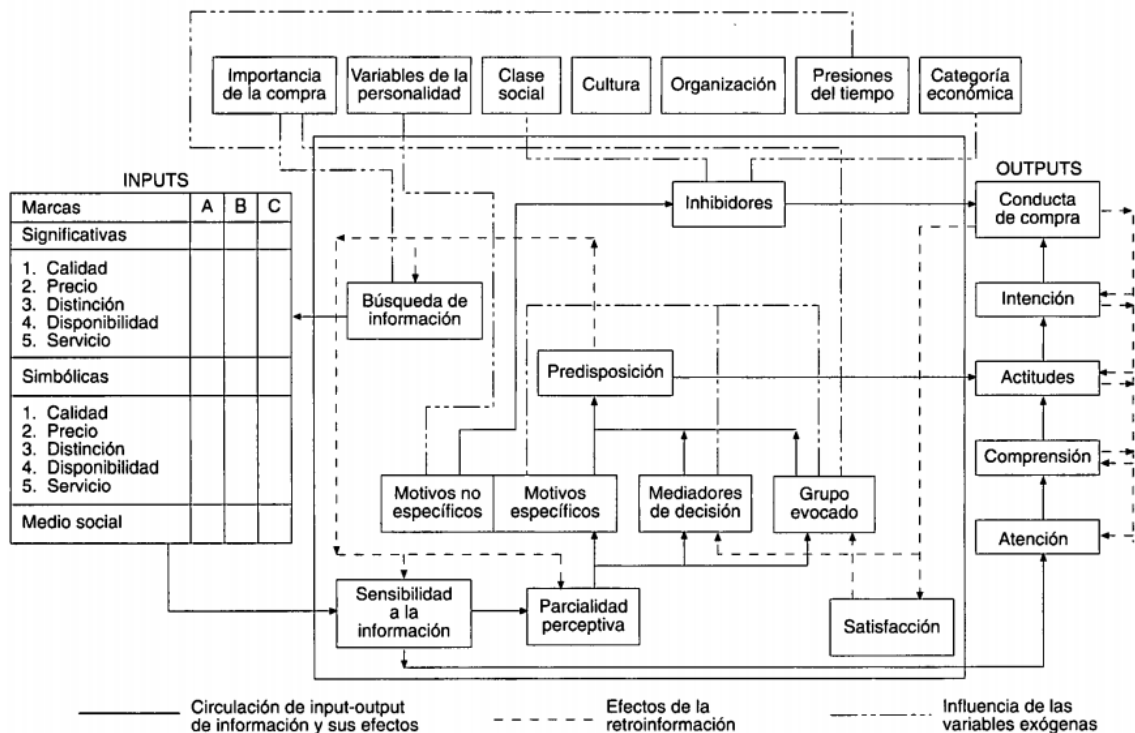 Importancia
de la compra
Variables de la
personalidad
Clase
social
Cultura
Organización
Presiones
del tiempo
Categoría
económica
INPUTS
Marcas A B C
Significativas
1. Calidad
2. Precio
3. Distinción
4. Disponibilidad
5. Servicio
Simbólicas
1. Calidad
2. Precio
3. Distinción
4. Disponibilidad
5. Servicio
Medio social
Inhibidores
Búsqueda de
información
Predisposición
Motivos no
específicos
Motivos
específicos
Mediadores
de decisión
Grupo
evocado
Sensibilidad
a la
información
Parcialidad
perceptiva
Satisfacción
OUTPUTS
Conducta
de compra
Intención
Actitudes
Comprensión
Atención
Circulación de input-output
de información y sus efectos
Efectos de la
retroinformación
Influencia de las
variables exógenas